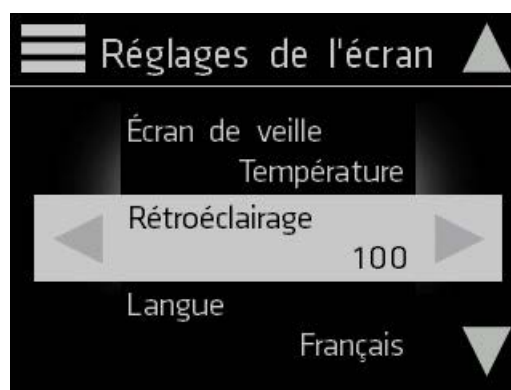 Réglages de l'écran
Écran de veille
Température
Rétroéclairage
100
Langue
Français